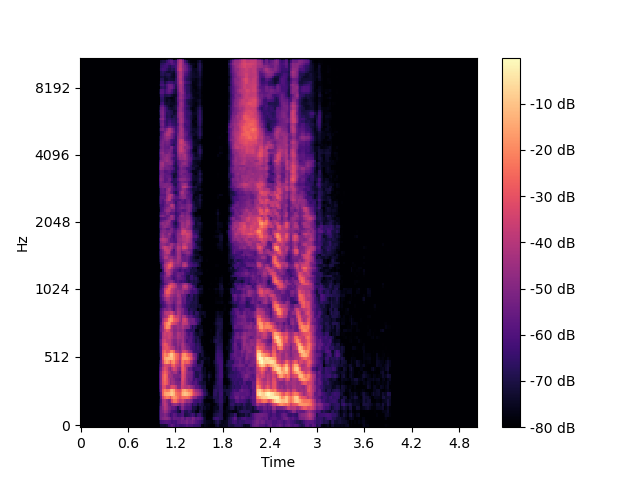 8192
4096
2048
1024
512
0
Hz
0 0.6 1.2 1.8 2.4 3 3.6 4.2 4.8
Time
-10 dB
-20 dB
-30 dB
-40 dB
-50 dB
-60 dB
-70 dB
-80 dB